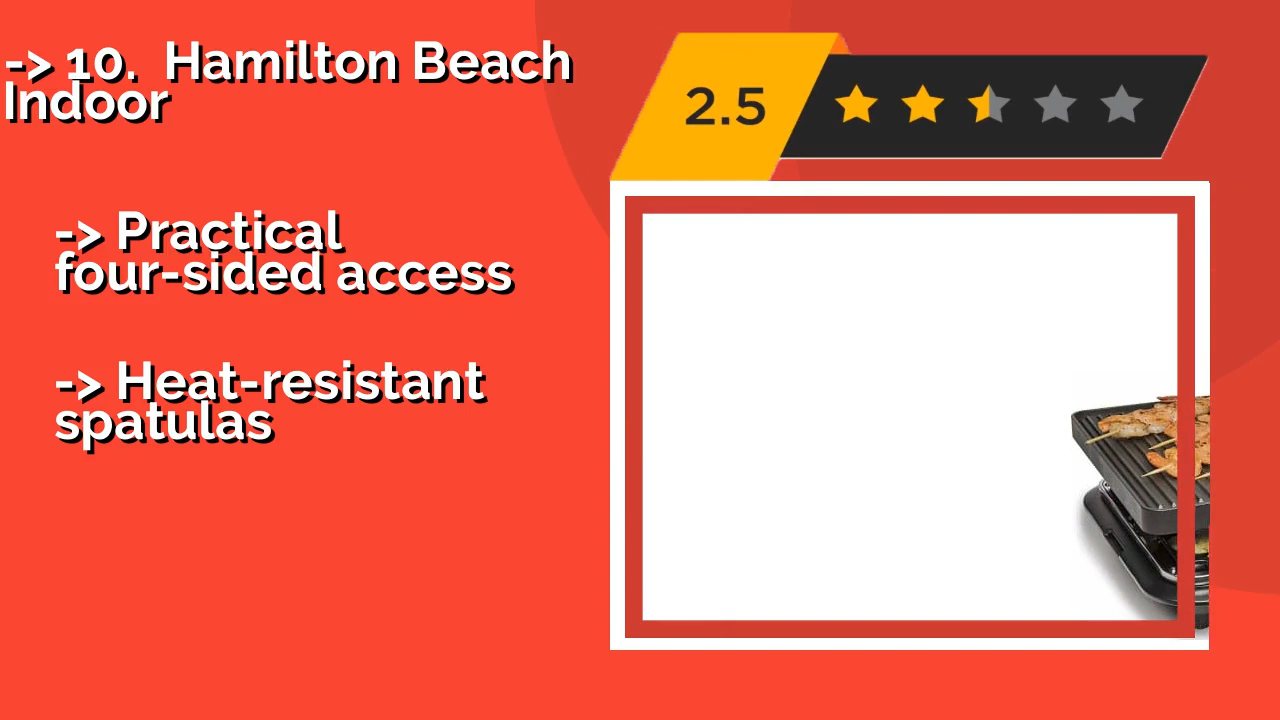 -> 10.  Hamilton Beach
Indoor
2.5
-> Practical
four-sided access
-> Heat-resistant
spatulas